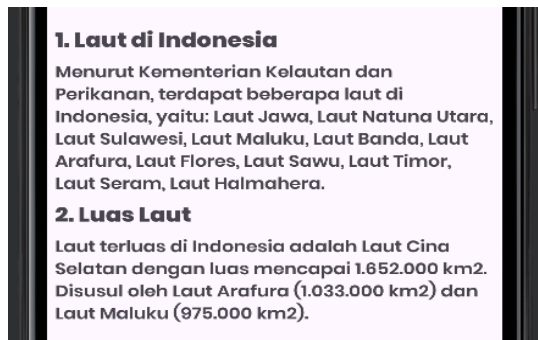 1. Laut di Indonesia
Menurut Kementerian Kelautan dan
Perikanan, terdapat beberapa laut di
Indonesia, yaitu: Laut Jawa, Laut Natuna Utara,
Laut Sulawesi, Laut Maluku, Laut Banda, Laut
Arafura, Laut Flores, Laut Sawu, Laut Timor,
Laut Seram, Laut Halmahera.
2. Luas Laut
Laut terluas di Indonesia adalah Laut Cina
Selatan dengan luas mencapai 1.652.000 km2.
Disusul oleh Laut Arafura (1.033.000 km2) dan
Laut Maluku (975.000 km2).